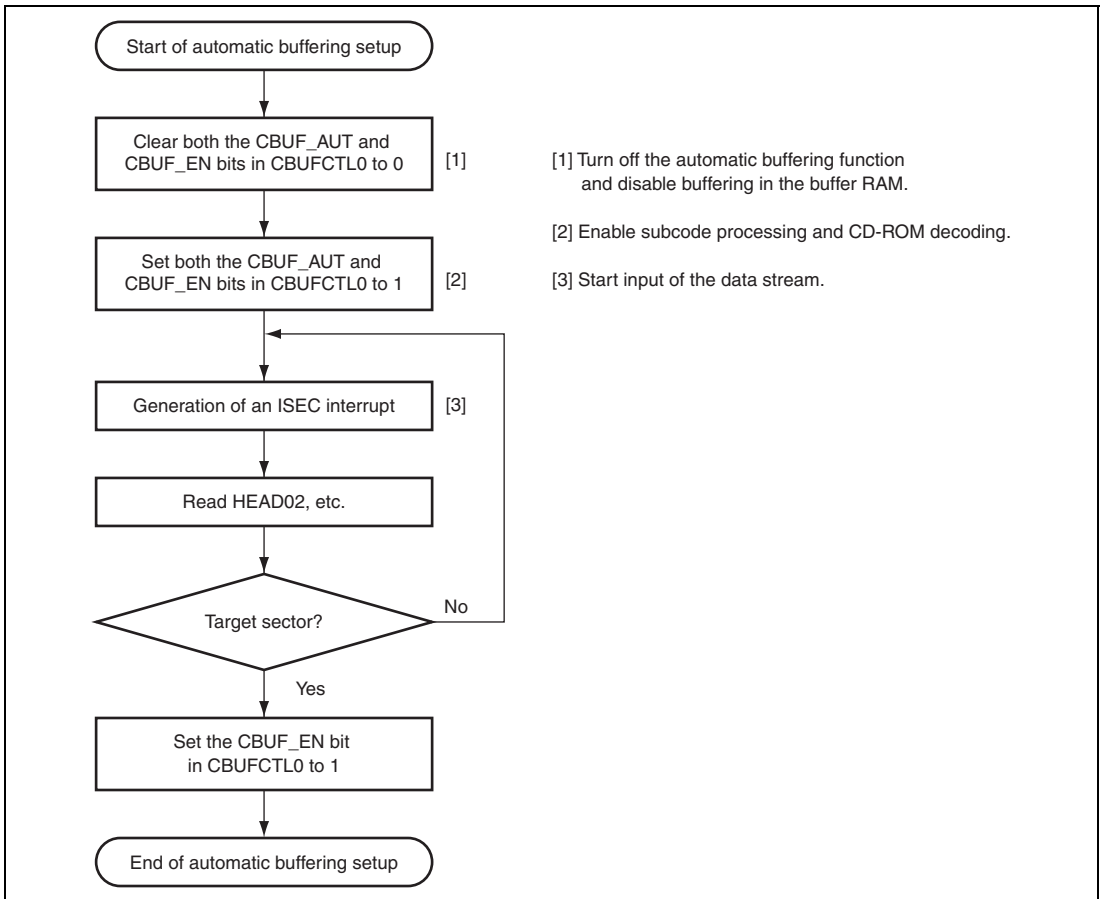 Start of automatic buffering setup
Clear both the CBUF_AUT and
CBUF_EN bits in CBUFCTL0 to 0
[1]
[1] Turn off the automatic buffering function
and disable buffering in the buffer RAM.
[2] Enable subcode processing and CD-ROM decoding.
Set both the CBUF_AUT and
CBUF_EN bits in CBUFCTL0 to 1
[2]
[3] Start input of the data stream.
Generation of an ISEC interrupt
[3]
Read HEAD02, etc.
Target sector?
No
Yes
Set the CBUF_EN bit
in CBUFCTL0 to 1
End of automatic buffering setup